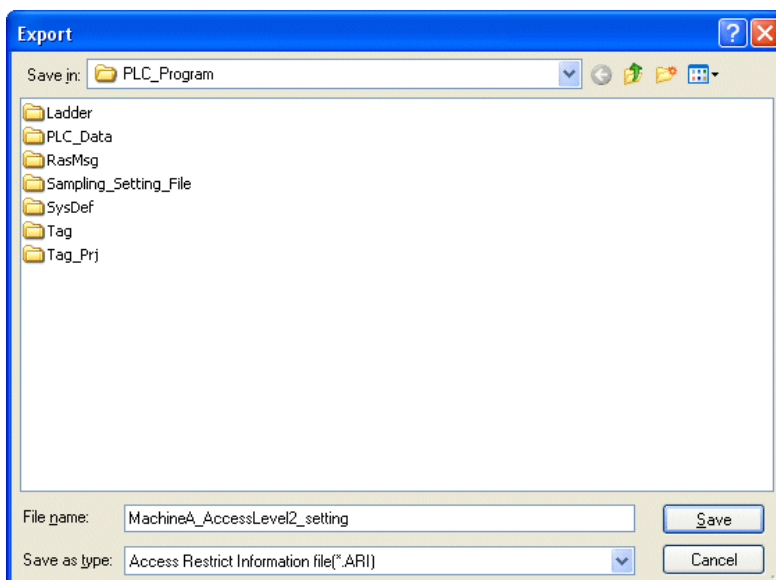 Export
Save in: PLC_Program
Ladder
PLC_Data
RasMsg
Sampling_Setting_File
SysDef
Tag
Tag_Prj
File name: MachineA_AccessLevel2_setting Save
Save as type: Access Restrict Information file(*.ARI) Cancel